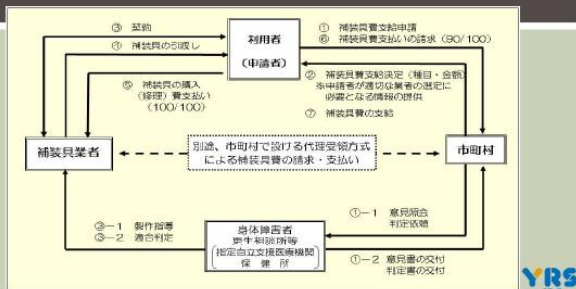 ③ 契約
④ 補装具の引渡し
利用者
（申請者）
① 補装具費支給申請
⑥ 補装具費支払いの請求（90/100）
② 補装具費支給決定（種目・金額）
※申請者が適切な業者の選定に
必要となる情報の提供
⑤ 補装具の購入
（修理）費支払い
（100/100）
⑦ 補装具費の支給
補装具業者
別途、市町村で設ける代理受領方式
による補装具費の請求・支払い
市町村
③－1 製作指導
③－2 適合判定
身体障害者
更生相談所等
指定自立支援医療機関
保健所
①－1 意見照会
判定依頼
①－2 意見書の交付
判定書の交付
YRS